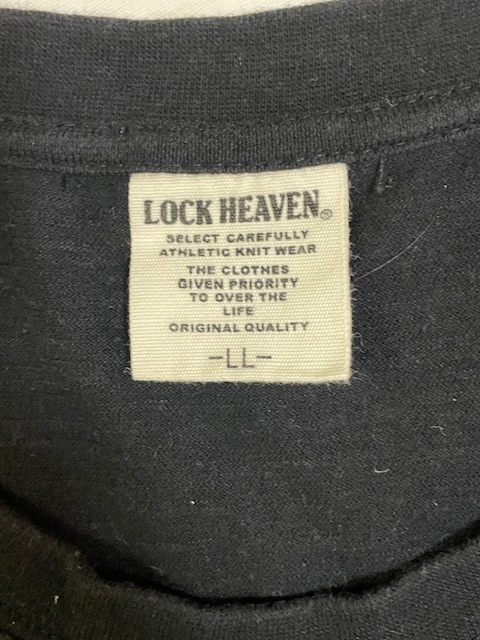 LOCK HEAVEN®
SELECT CAREFULLY
ATHLETIC KNIT WEAR
THE CLOTHES
GIVEN PRIORITY
TO OVER THE
LIFE
ORIGINAL QUALITY
-LL-